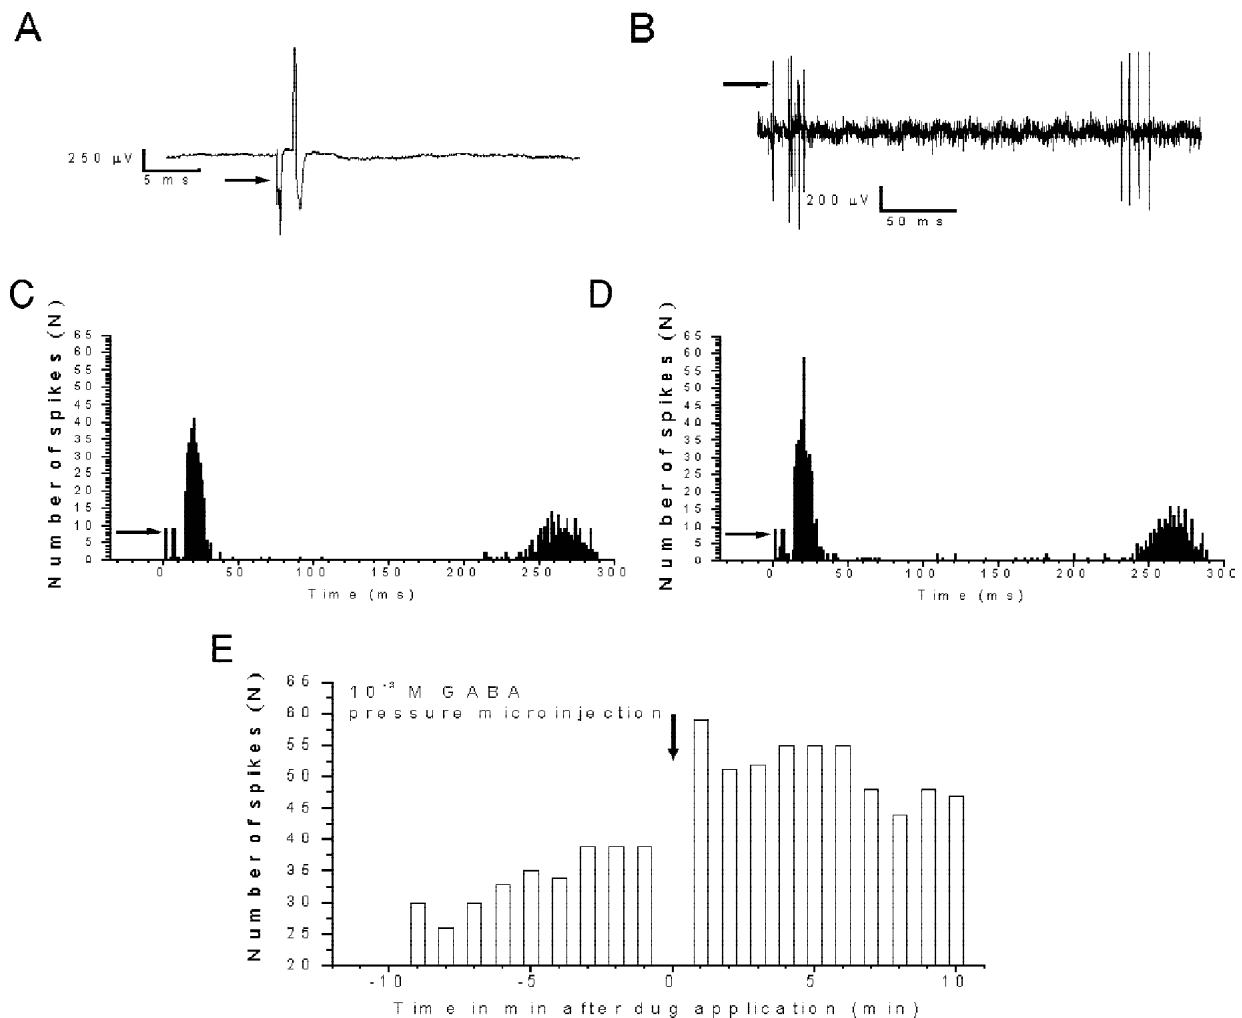 A
250 µV
5 ms
B
200 µV
50 ms
C
Number of spikes (N)
65
60
55
50
45
40
35
30
25
20
15
10
5
0
0 50 100 150 200 250 300
Time (ms)
D
Number of spikes (N)
65
60
55
50
45
40
35
30
25
20
15
10
5
0
0 50 100 150 200 250 300
Time (ms)
E
Number of spikes (N)
65
60
55
50
45
40
35
30
25
20
M GABA
pressure microinjection
-10 -5 0 5 10
Time in min after dug application (min)